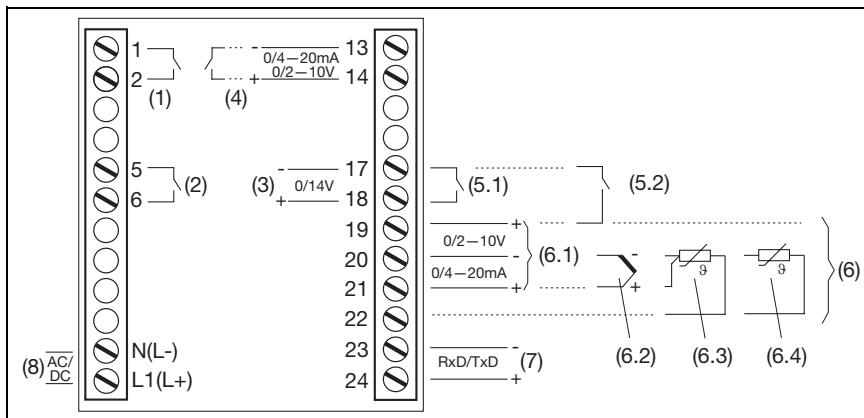 1 - 0/4–20mA 13
2 (1) (4) + 0/2–10V 14
5 (2) (3) - 0/14V 17 (5.1) (5.2)
6 + 18
19 + 0/2–10V
20 - (6.1) - ϑ ϑ (6)
21 0/4–20mA + +
22
(6.2) (6.3) (6.4)
(8) AC/DC N(L-) 23 - RxD/TxD (7)
L1(L+) 24 +